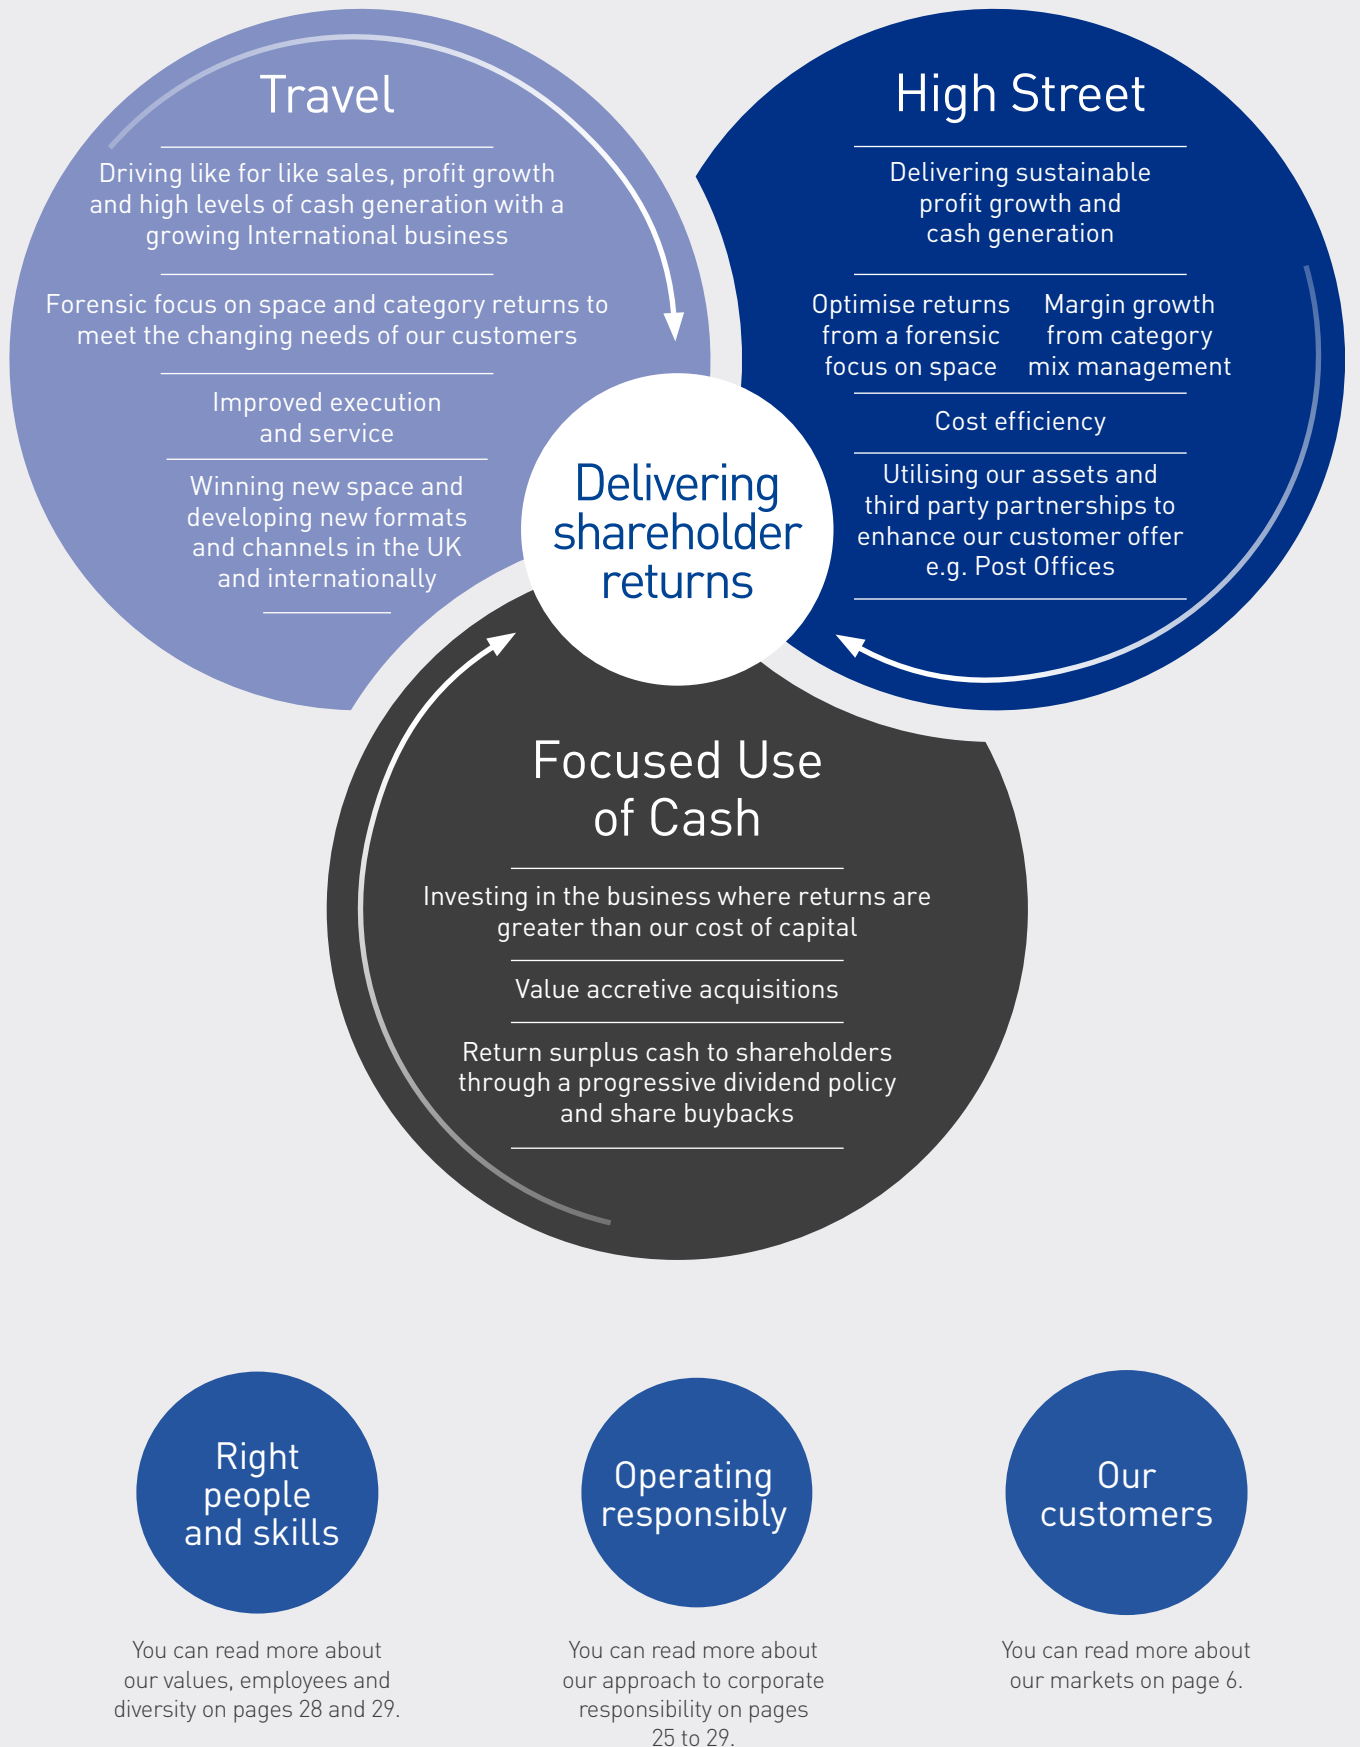 Travel
Driving like for like sales, profit growth
and high levels of cash generation with a
growing International business
Forensic focus on space and category returns to
meet the changing needs of our customers
Improved execution
and service
Winning new space and
developing new formats
and channels in the UK
and internationally
High Street
Delivering sustainable
profit growth and
cash generation
Optimise returns
from a forensic
focus on space
Margin growth
from category
mix management
Cost efficiency
Utilising our assets and
third party partnerships to
enhance our customer offer
e.g. Post Offices
Delivering
shareholder
returns
Focused Use
of Cash
Investing in the business where returns are
greater than our cost of capital
Value accretive acquisitions
Return surplus cash to shareholders
through a progressive dividend policy
and share buybacks
Right
people
and skills
You can read more about
our values, employees and
diversity on pages 28 and 29.
Operating
responsibly
You can read more about
our approach to corporate
responsibility on pages
25 to 29.
Our
customers
You can read more about
our markets on page 6.